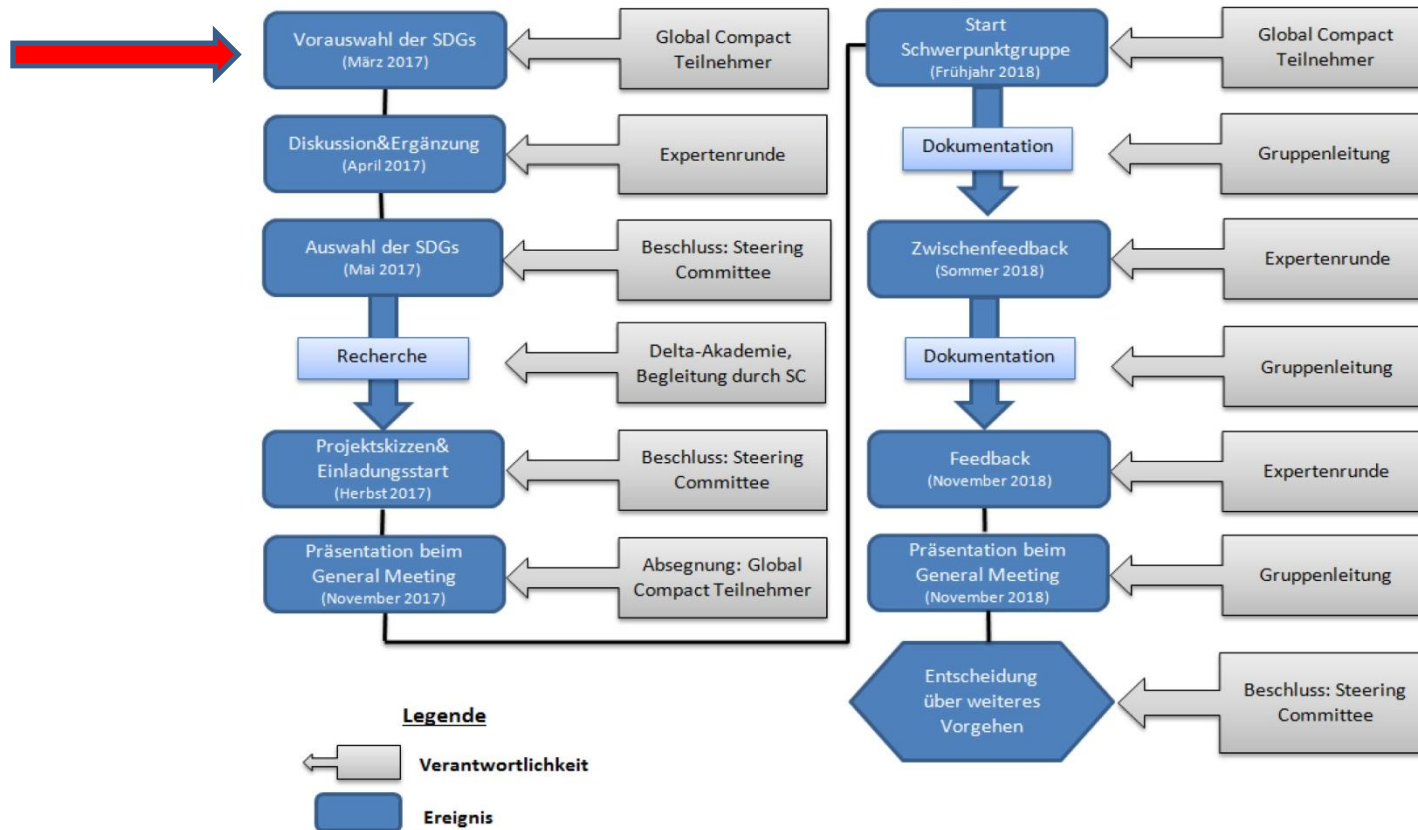 Vorauswahl der SDGs
(März 2017)
Global Compact
Teilnehmer
Diskussion&Ergänzung
(April 2017)
Expertenrunde
Auswahl der SDGs
(Mai 2017)
Beschluss: Steering
Committee
Recherche
Delta-Akademie,
Begleitung durch SC
Projektskizzen&
Einladungsstart
(Herbst 2017)
Beschluss: Steering
Committee
Präsentation beim
General Meeting
(November 2017)
Absegnung: Global
Compact Teilnehmer
Start
Schwerpunktgruppe
(Frühjahr 2018)
Global Compact
Teilnehmer
Dokumentation
Gruppenleitung
Zwischenfeedback
(Sommer 2018)
Expertenrunde
Dokumentation
Gruppenleitung
Feedback
(November 2018)
Expertenrunde
Präsentation beim
General Meeting
(November 2018)
Gruppenleitung
Entscheidung
über weiteres
Vorgehen
Beschluss: Steering
Committee
Legende
Verantwortlichkeit
Ereignis